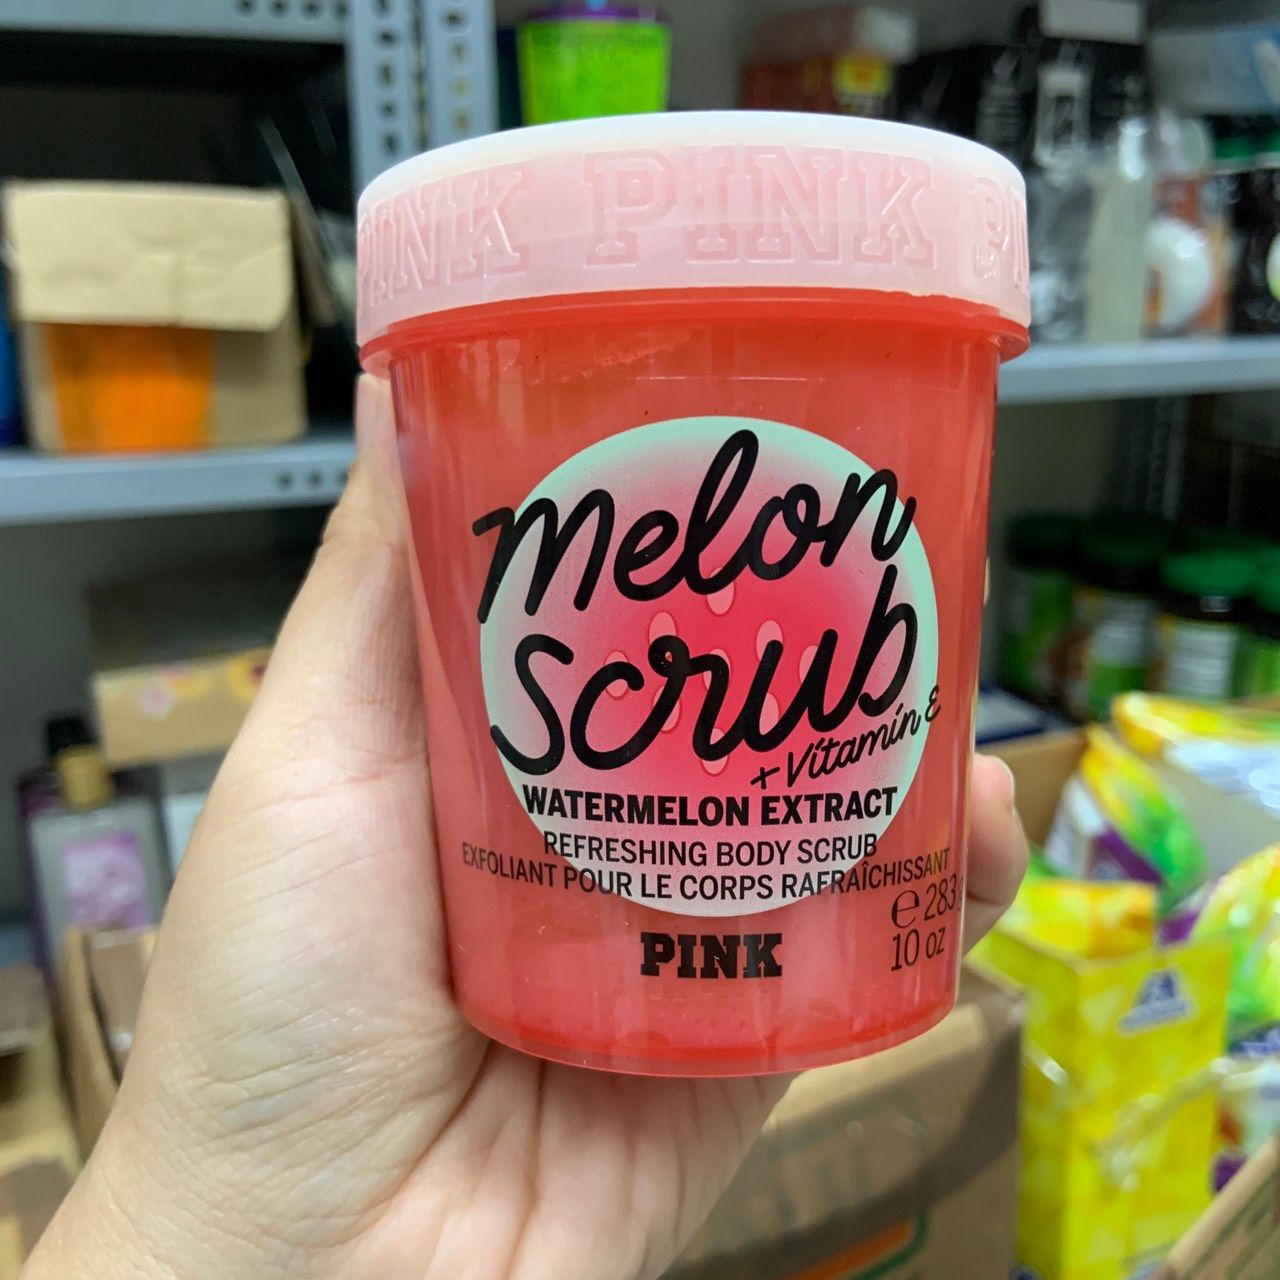 PINK PINK
melon
scrub
+ Vitamin E
WATERMELON EXTRACT
REFRESHING BODY SCRUB
EXFOLIANT POUR LE CORPS RAFRAÎCHISSANT
e 283 g
10 oz
PINK